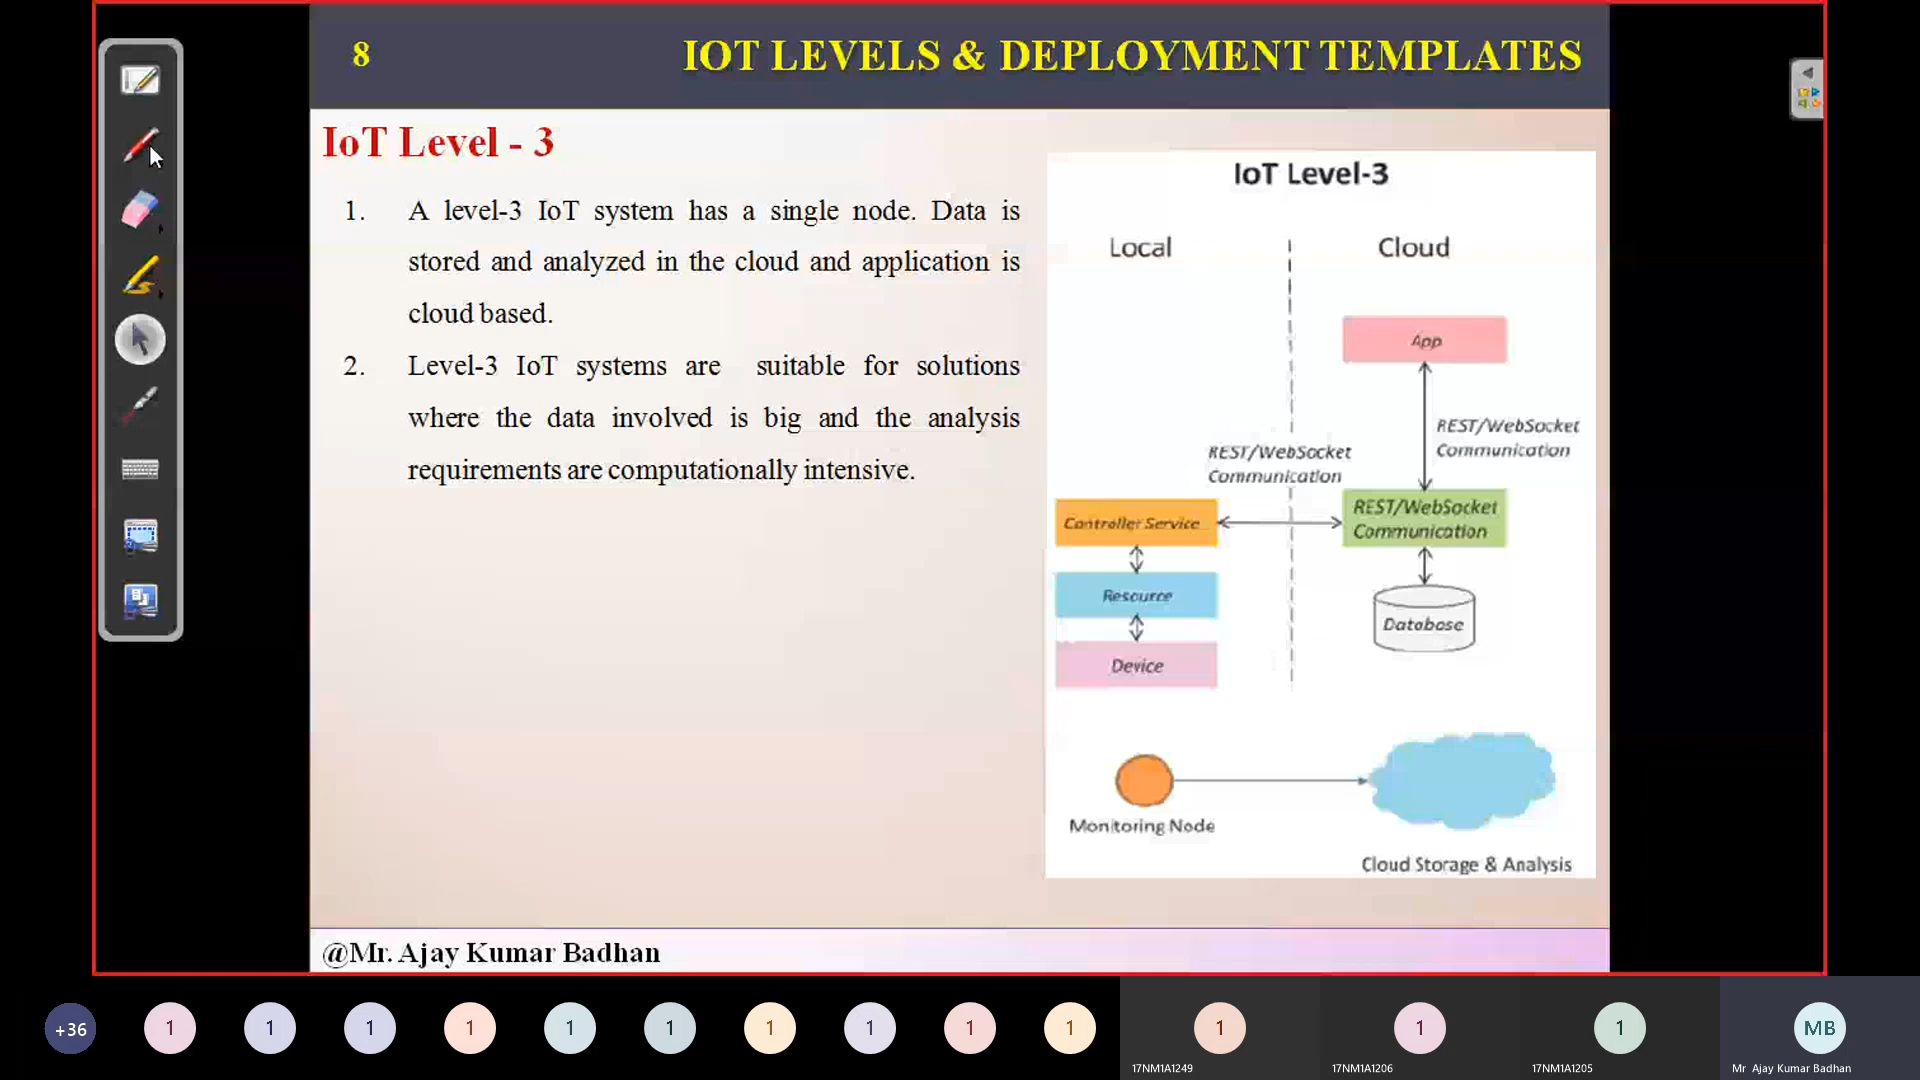 8
IOT LEVELS & DEPLOYMENT TEMPLATES
IoT Level - 3
1. A level-3 IoT system has a single node. Data is
stored and analyzed in the cloud and application is
cloud based.
2. Level-3 IoT systems are suitable for solutions
where the data involved is big and the analysis
requirements are computationally intensive.
IoT Level-3
Local
Cloud
App
REST/WebSocket
Communication
REST/WebSocket
Communication
Controller Service
REST/WebSocket
Communication
Resource
Database
Device
Monitoring Node
Cloud Storage & Analysis
@Mr. Ajay Kumar Badhan
+36
1
1
1
1
1
1
1
1
1
1
1
1
1
MB
17NM1A1249
17NM1A1206
17NM1A1205
Mr Ajay Kumar Badhan